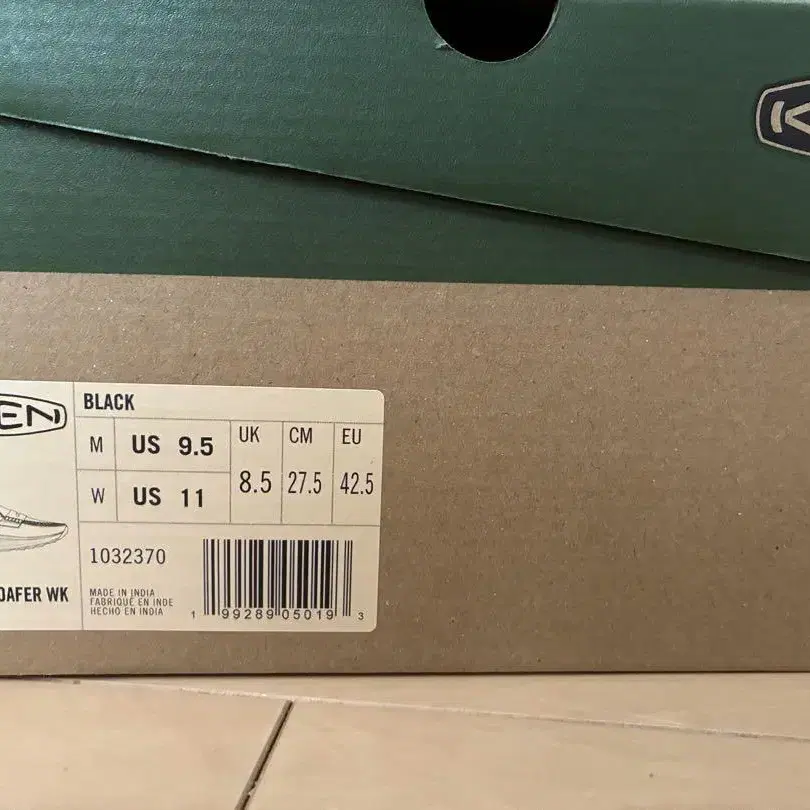 EN
BLACK
M US 9.5 UK CM EU
W US 11 8.5 27.5 42.5
1032370
OAFER WK
MADE IN INDIA
FABRIQUÉ EN INDE
HECHO EN INDIA
1 99289 05019 3